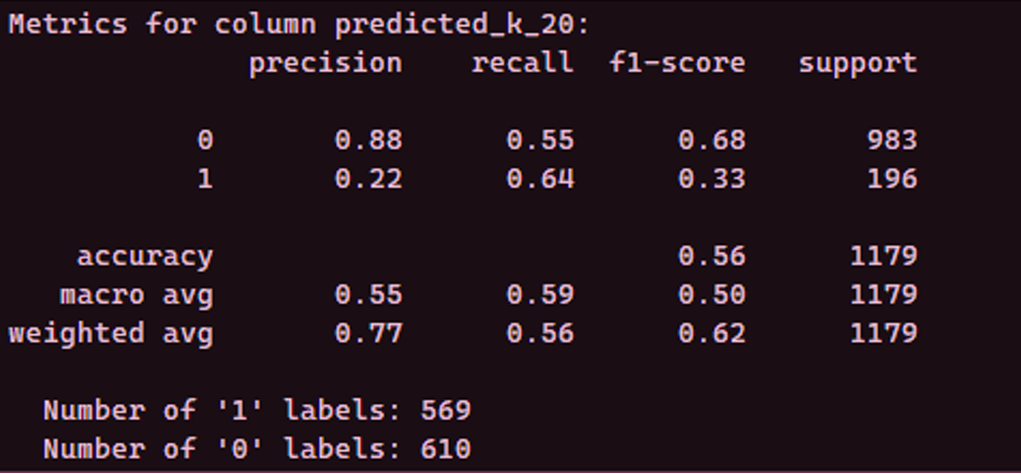 Metrics for column predicted_k_20:
precision recall f1-score support
0 0.88 0.55 0.68 983
1 0.22 0.64 0.33 196
accuracy 0.56 1179
macro avg 0.55 0.59 0.50 1179
weighted avg 0.77 0.56 0.62 1179
Number of '1' labels: 569
Number of '0' labels: 610